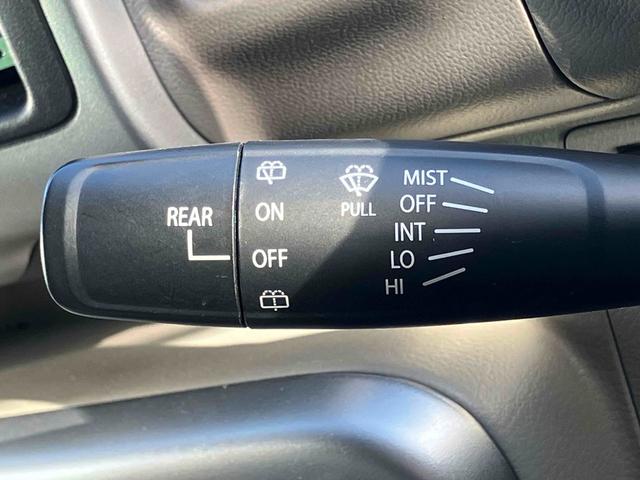 REAR
ON
OFF
PULL
MIST
OFF
INT
LO
HI